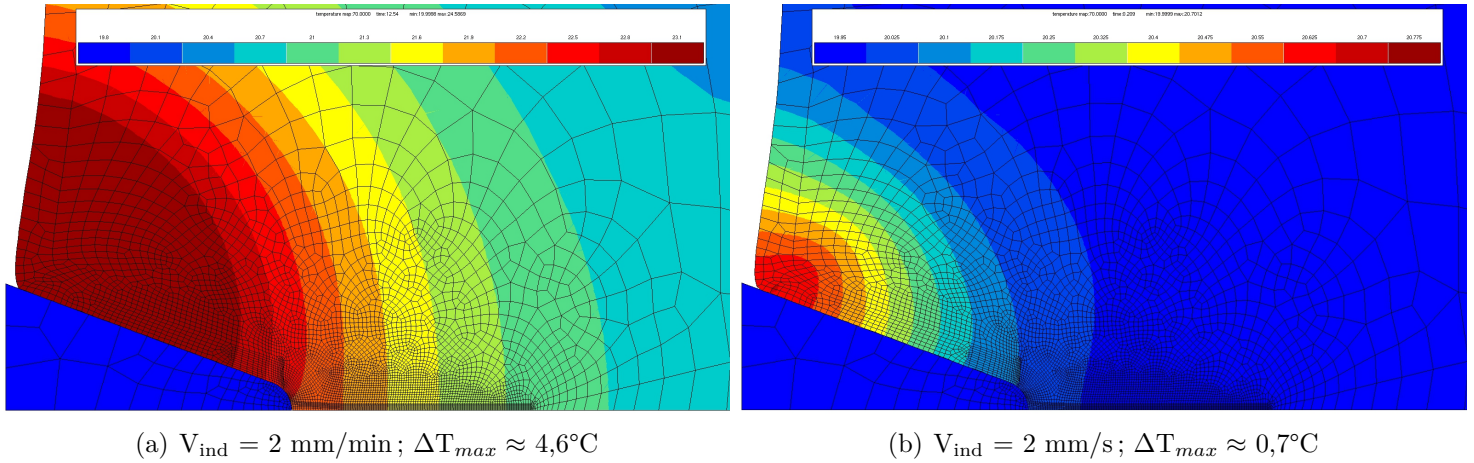 temperature map:70.0000 time:12.54 min:19.9998 max:24.5869
19.8 20.1 20.4 20.7 21 21.3 21.6 21.9 22.2 22.5 22.8 23.1
temperature map:70.0000 time:0.209 min:19.9999 max:20.7012
19.95 20.025 20.1 20.175 20.25 20.325 20.4 20.475 20.55 20.625 20.7 20.775
(a) V_ind = 2 mm/min ; ΔT_max ≈ 4,6°C
(b) V_ind = 2 mm/s ; ΔT_max ≈ 0,7°C